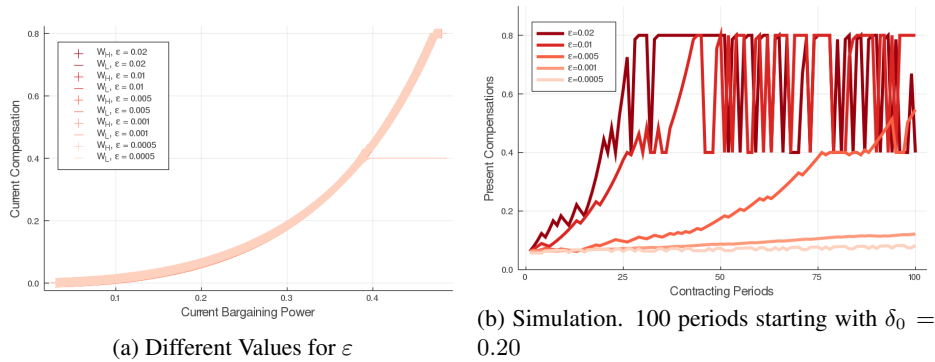 Current Compensation
0.8
0.6
0.4
0.2
0.0
W_H, ε = 0.02
W_L, ε = 0.02
W_H, ε = 0.01
W_L, ε = 0.01
W_H, ε = 0.005
W_L, ε = 0.005
W_H, ε = 0.001
W_L, ε = 0.001
W_H, ε = 0.0005
W_L, ε = 0.0005
0.1 0.2 0.3 0.4
Current Bargaining Power
(a) Different Values for ε
Present Compensations
0.8
0.6
0.4
0.2
0.0
ε=0.02
ε=0.01
ε=0.005
ε=0.001
ε=0.0005
0 25 50 75 100
Contracting Periods
(b) Simulation. 100 periods starting with δ₀ =
0.20